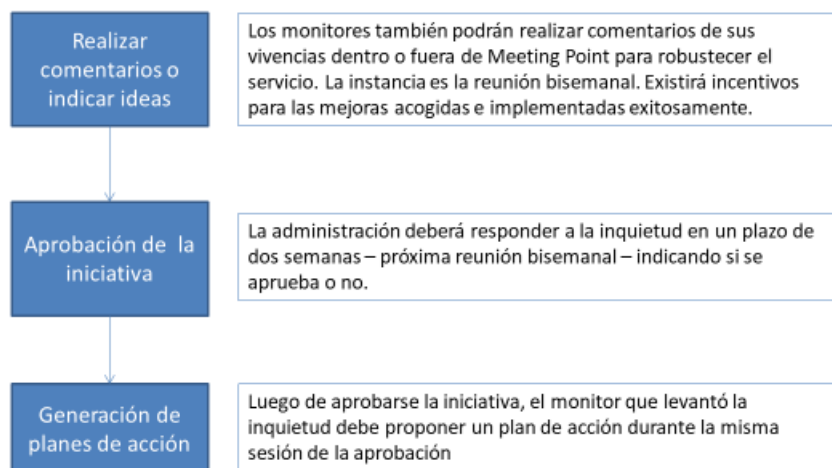 Realizar
comentarios o
indicar ideas
Los monitores también podrán realizar comentarios de sus
vivencias dentro o fuera de Meeting Point para robustecer el
servicio. La instancia es la reunión bisemanal. Existirá incentivos
para las mejoras acogidas e implementadas exitosamente.
Aprobación de la
iniciativa
La administración deberá responder a la inquietud en un plazo de
dos semanas – próxima reunión bisemanal – indicando si se
aprueba o no.
Generación de
planes de acción
Luego de aprobarse la iniciativa, el monitor que levantó la
inquietud debe proponer un plan de acción durante la misma
sesión de la aprobación